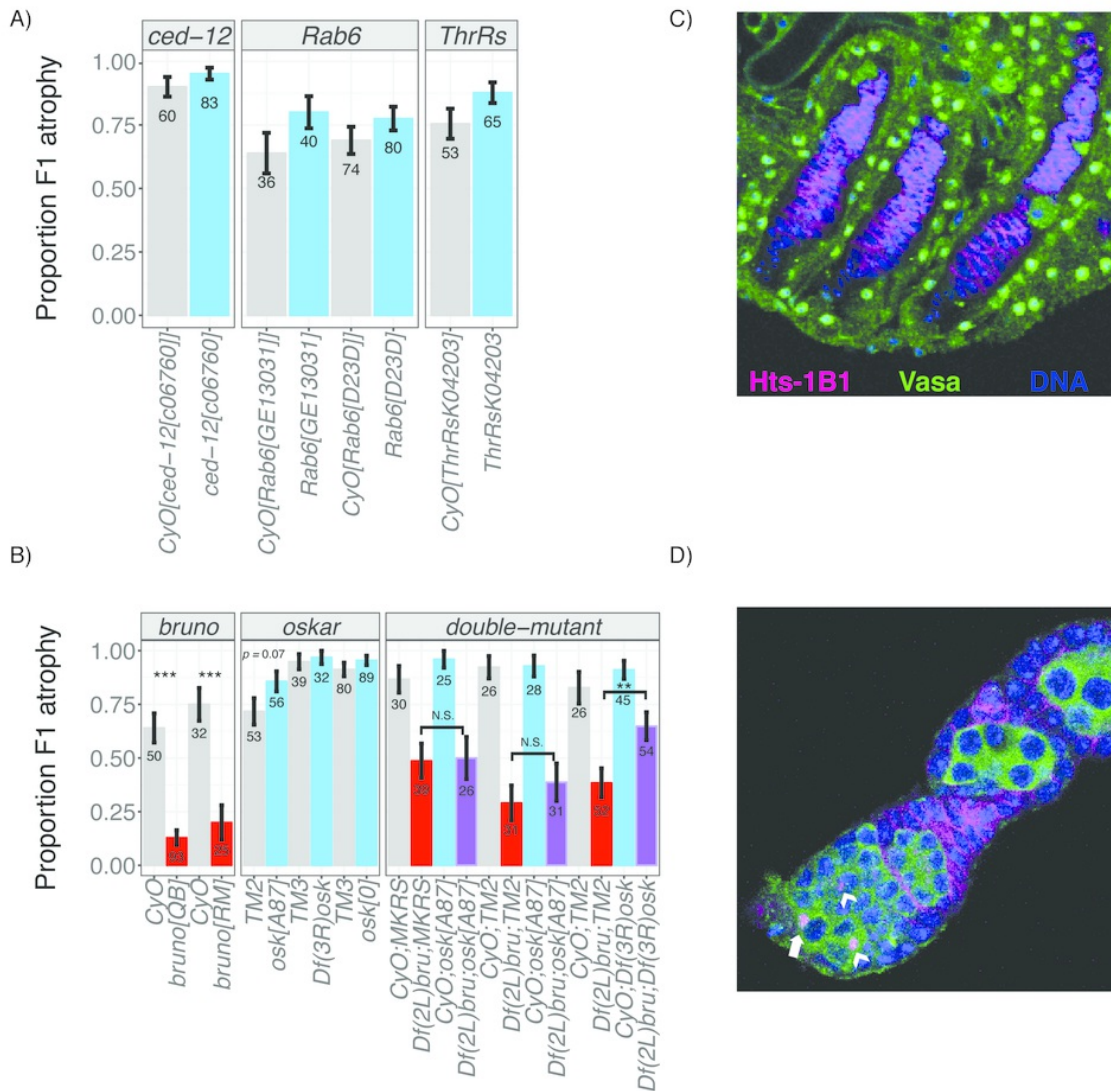 A)
ced-12 Rab6 ThrRs
Proportion F1 atrophy
1.00
0.75
0.50
0.25
0.00
60 83 36 40 74 80 53 65
CyO[ced-12[c06760]]
ced-12[c06760]
CyO[Rab6[GE13031]]
Rab6[GE13031]
CyO[Rab6[D23D]]
Rab6[D23D]
CyO[ThrRsK04203]
ThrRsK04203
B)
bruno oskar double-mutant
Proportion F1 atrophy
1.00
0.75
0.50
0.25
0.00
*** *** p = 0.07 N.S. N.S. **
50 32 53 56 39 32 80 89 30 25 26 26 28 31 26 45 54
CyO
bruno[QB]
CyO
bruno[RM]
TM2
osk[A87]
TM3
Df(3R)osk
TM3
osk[0]
CyO;MKRS
Df(2L)bru;MKRS
CyO;osk[A87]
Df(2L)bru;osk[A87]
CyO;TM2
Df(2L)bru;TM2
CyO;osk[A87]
Df(2L)bru;osk[A87]
CyO;TM2
Df(2L)bru;TM2
CyO;Df(3R)osk
Df(2L)bru;Df(3R)osk
C)
Hts-1B1 Vasa DNA
D)